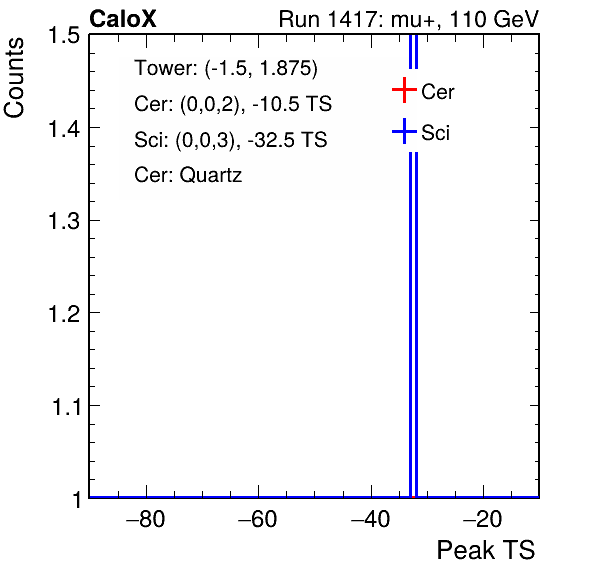 CaloX Run 1417: mu+, 110 GeV
Counts
1.5
1.4
1.3
1.2
1.1
1
Tower: (-1.5, 1.875)
Cer: (0,0,2), -10.5 TS
Sci: (0,0,3), -32.5 TS
Cer: Quartz
Cer
Sci
−80 −60 −40 −20
Peak TS